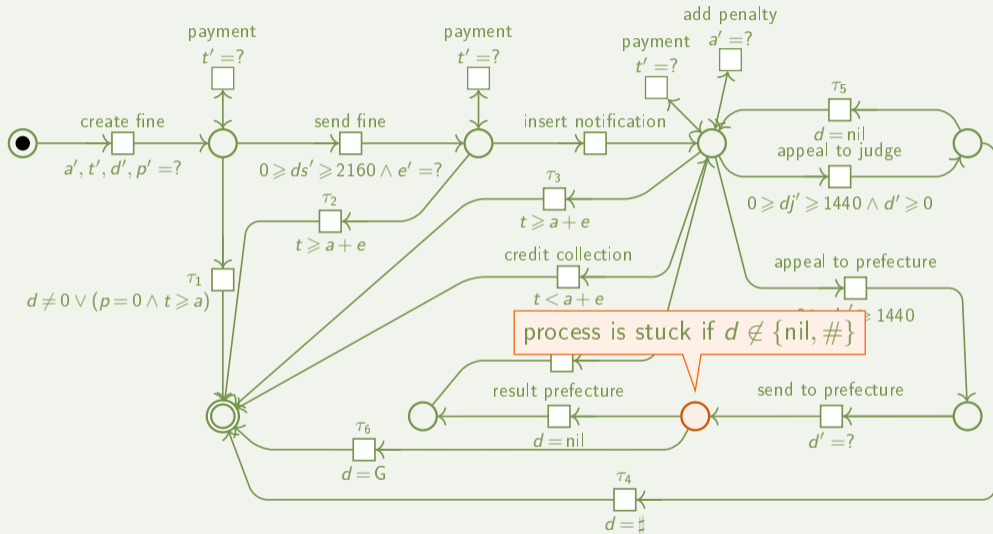 add penalty
a′ =?
payment
t′ =?
payment
t′ =?
payment
t′ =?
create fine
a′, t′, d′, p′ =?
send fine
0 ⩾ ds′ ⩾ 2160 ∧ e′ =?
insert notification
τ5
d = nil
appeal to judge
0 ⩾ dj′ ⩾ 1440 ∧ d′ ⩾ 0
τ3
t ⩾ a + e
τ2
t ⩾ a + e
τ1
d ≠ 0 ∨ (p = 0 ∧ t ⩾ a)
credit collection
t < a + e
appeal to prefecture
1440
process is stuck if d ∉ {nil, #}
result prefecture
d = nil
send to prefecture
d′ =?
τ6
d = G
τ4
d = ♯